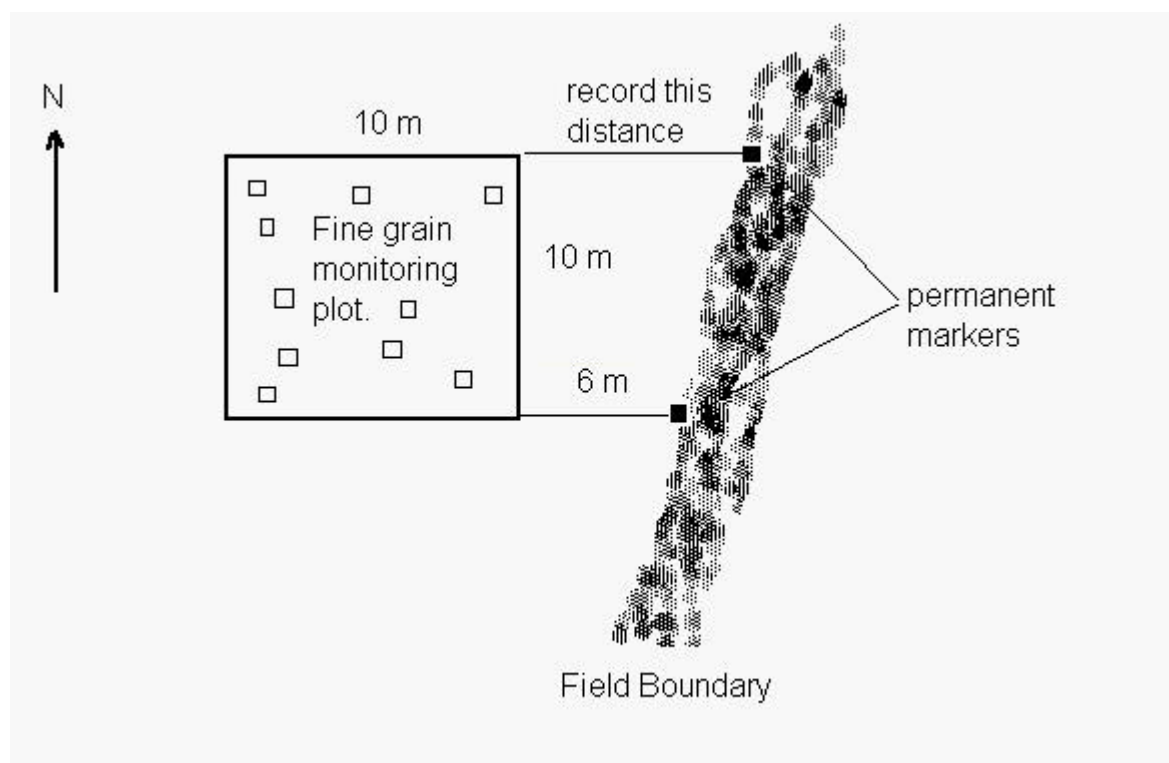 N
10 m
record this
distance
Fine grain
monitoring
plot.
10 m
permanent
markers
6 m
Field Boundary